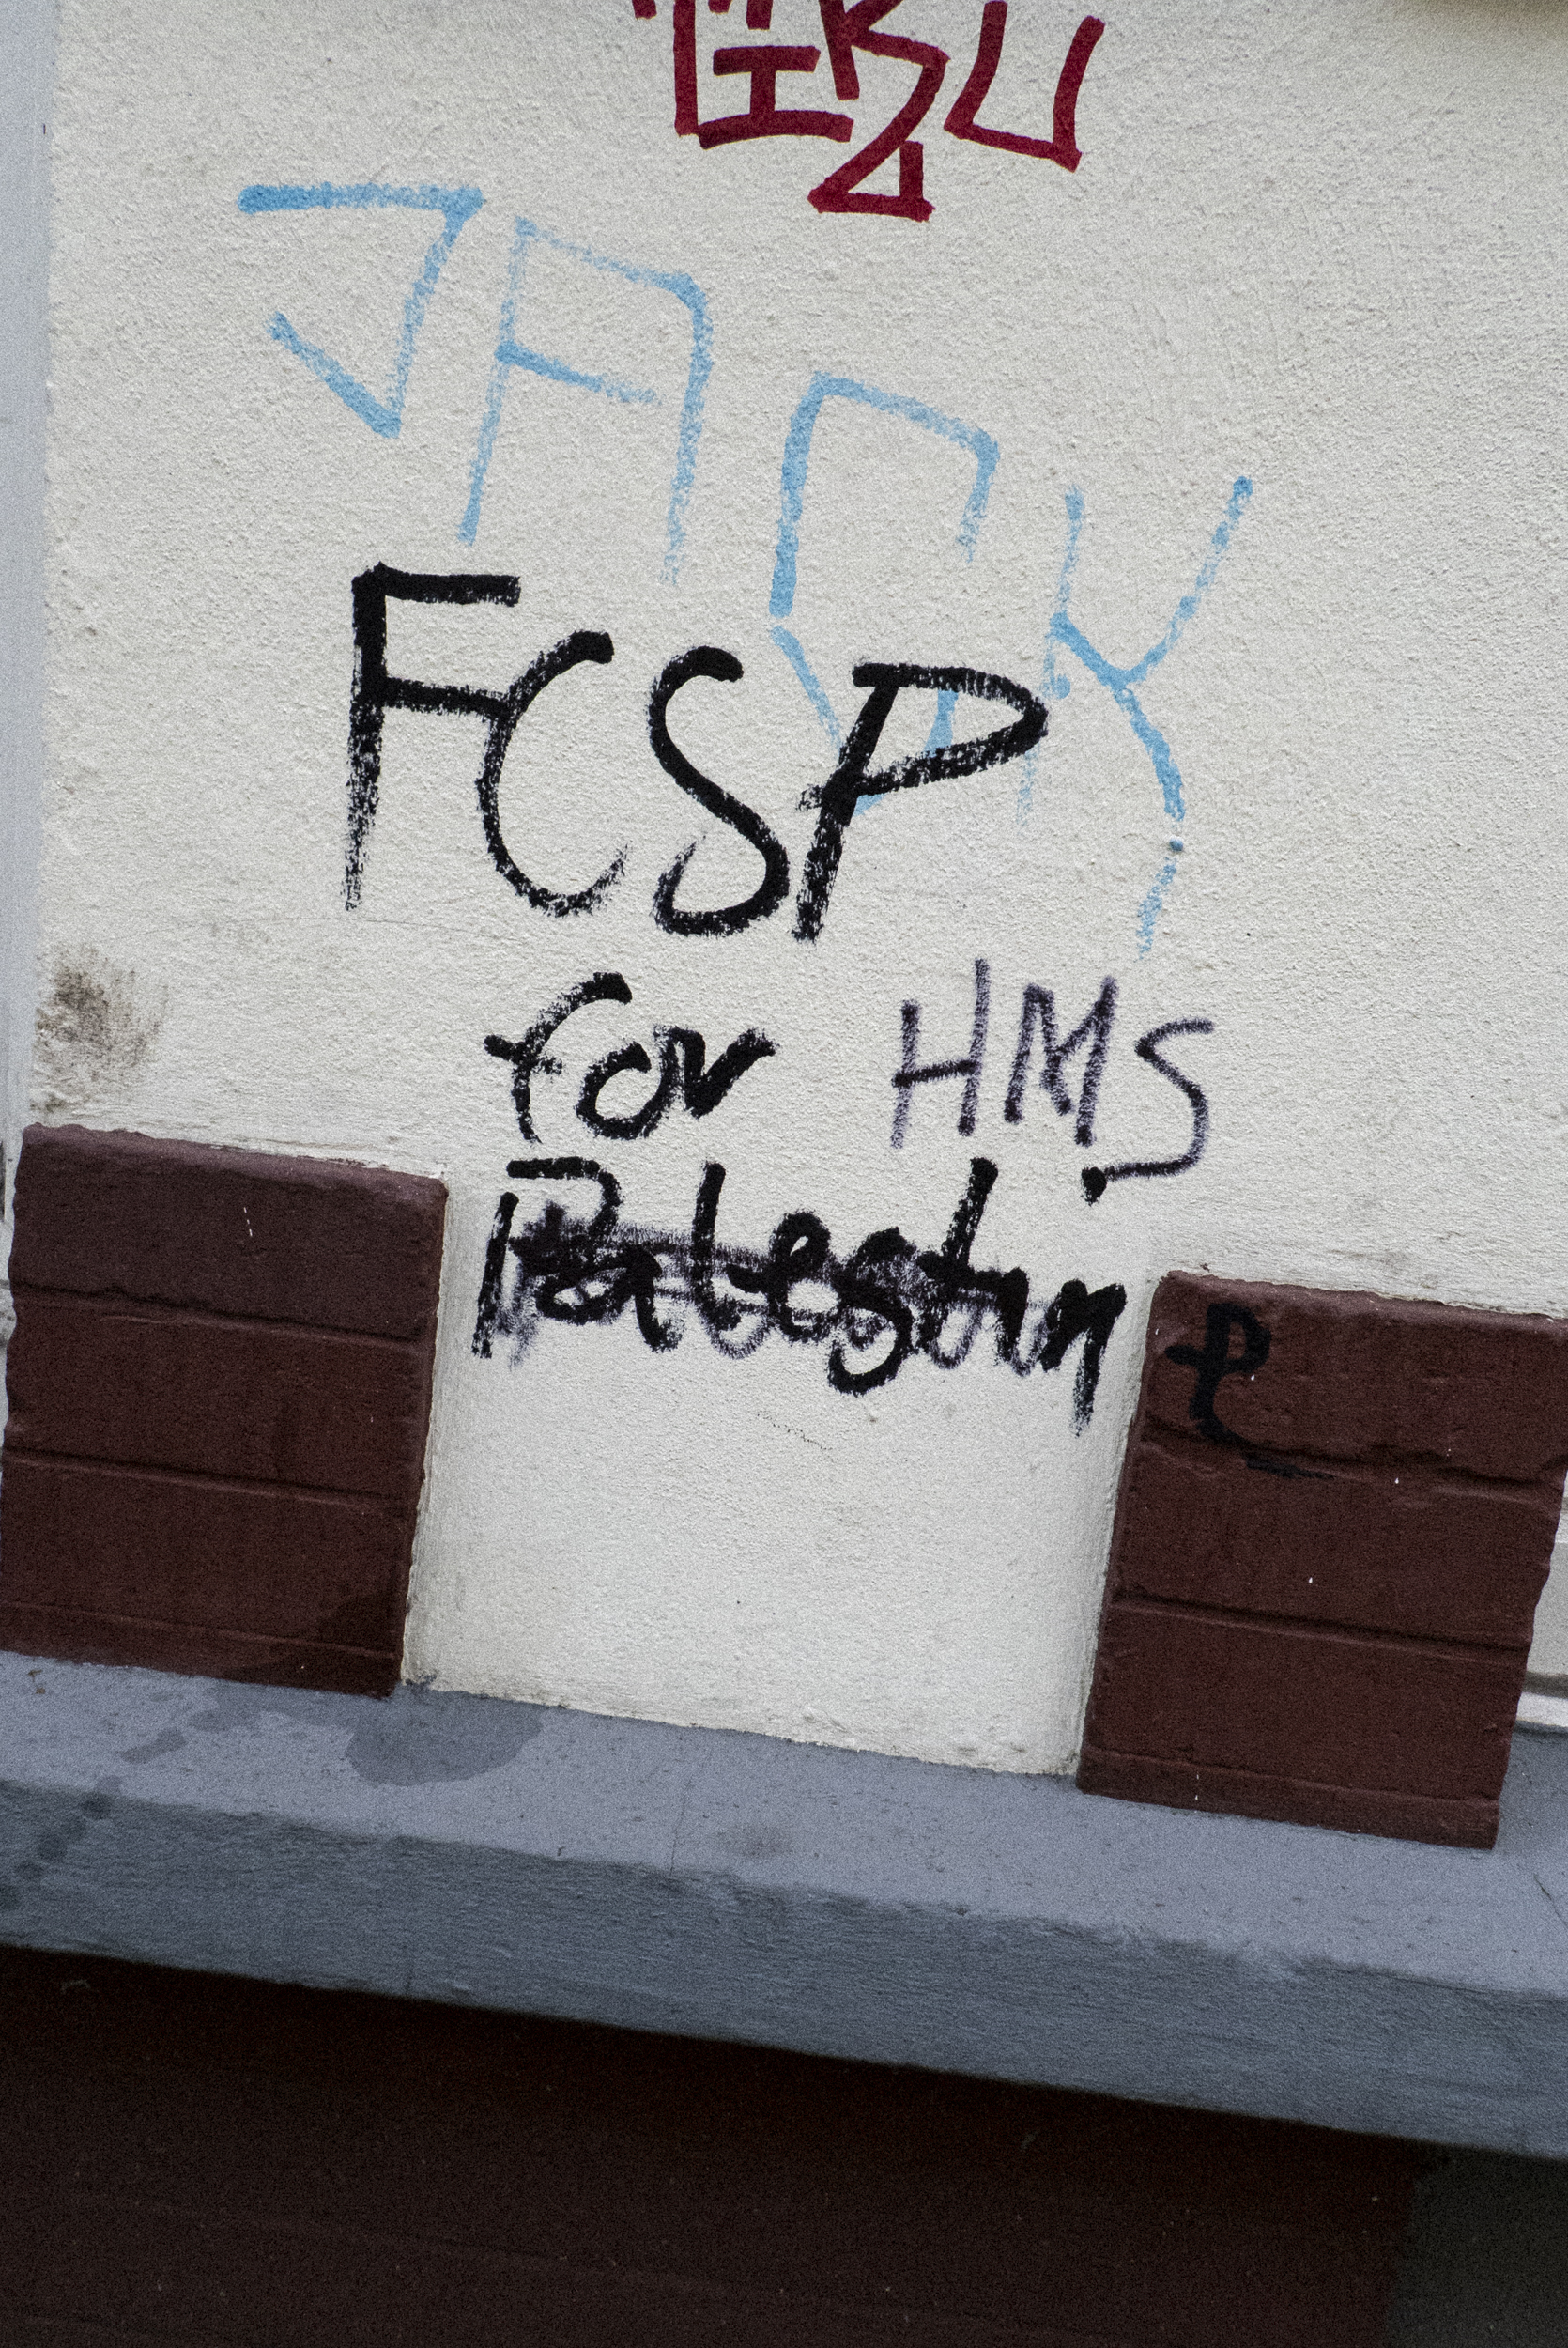 JACK
FCSP
for HMS
Palestine